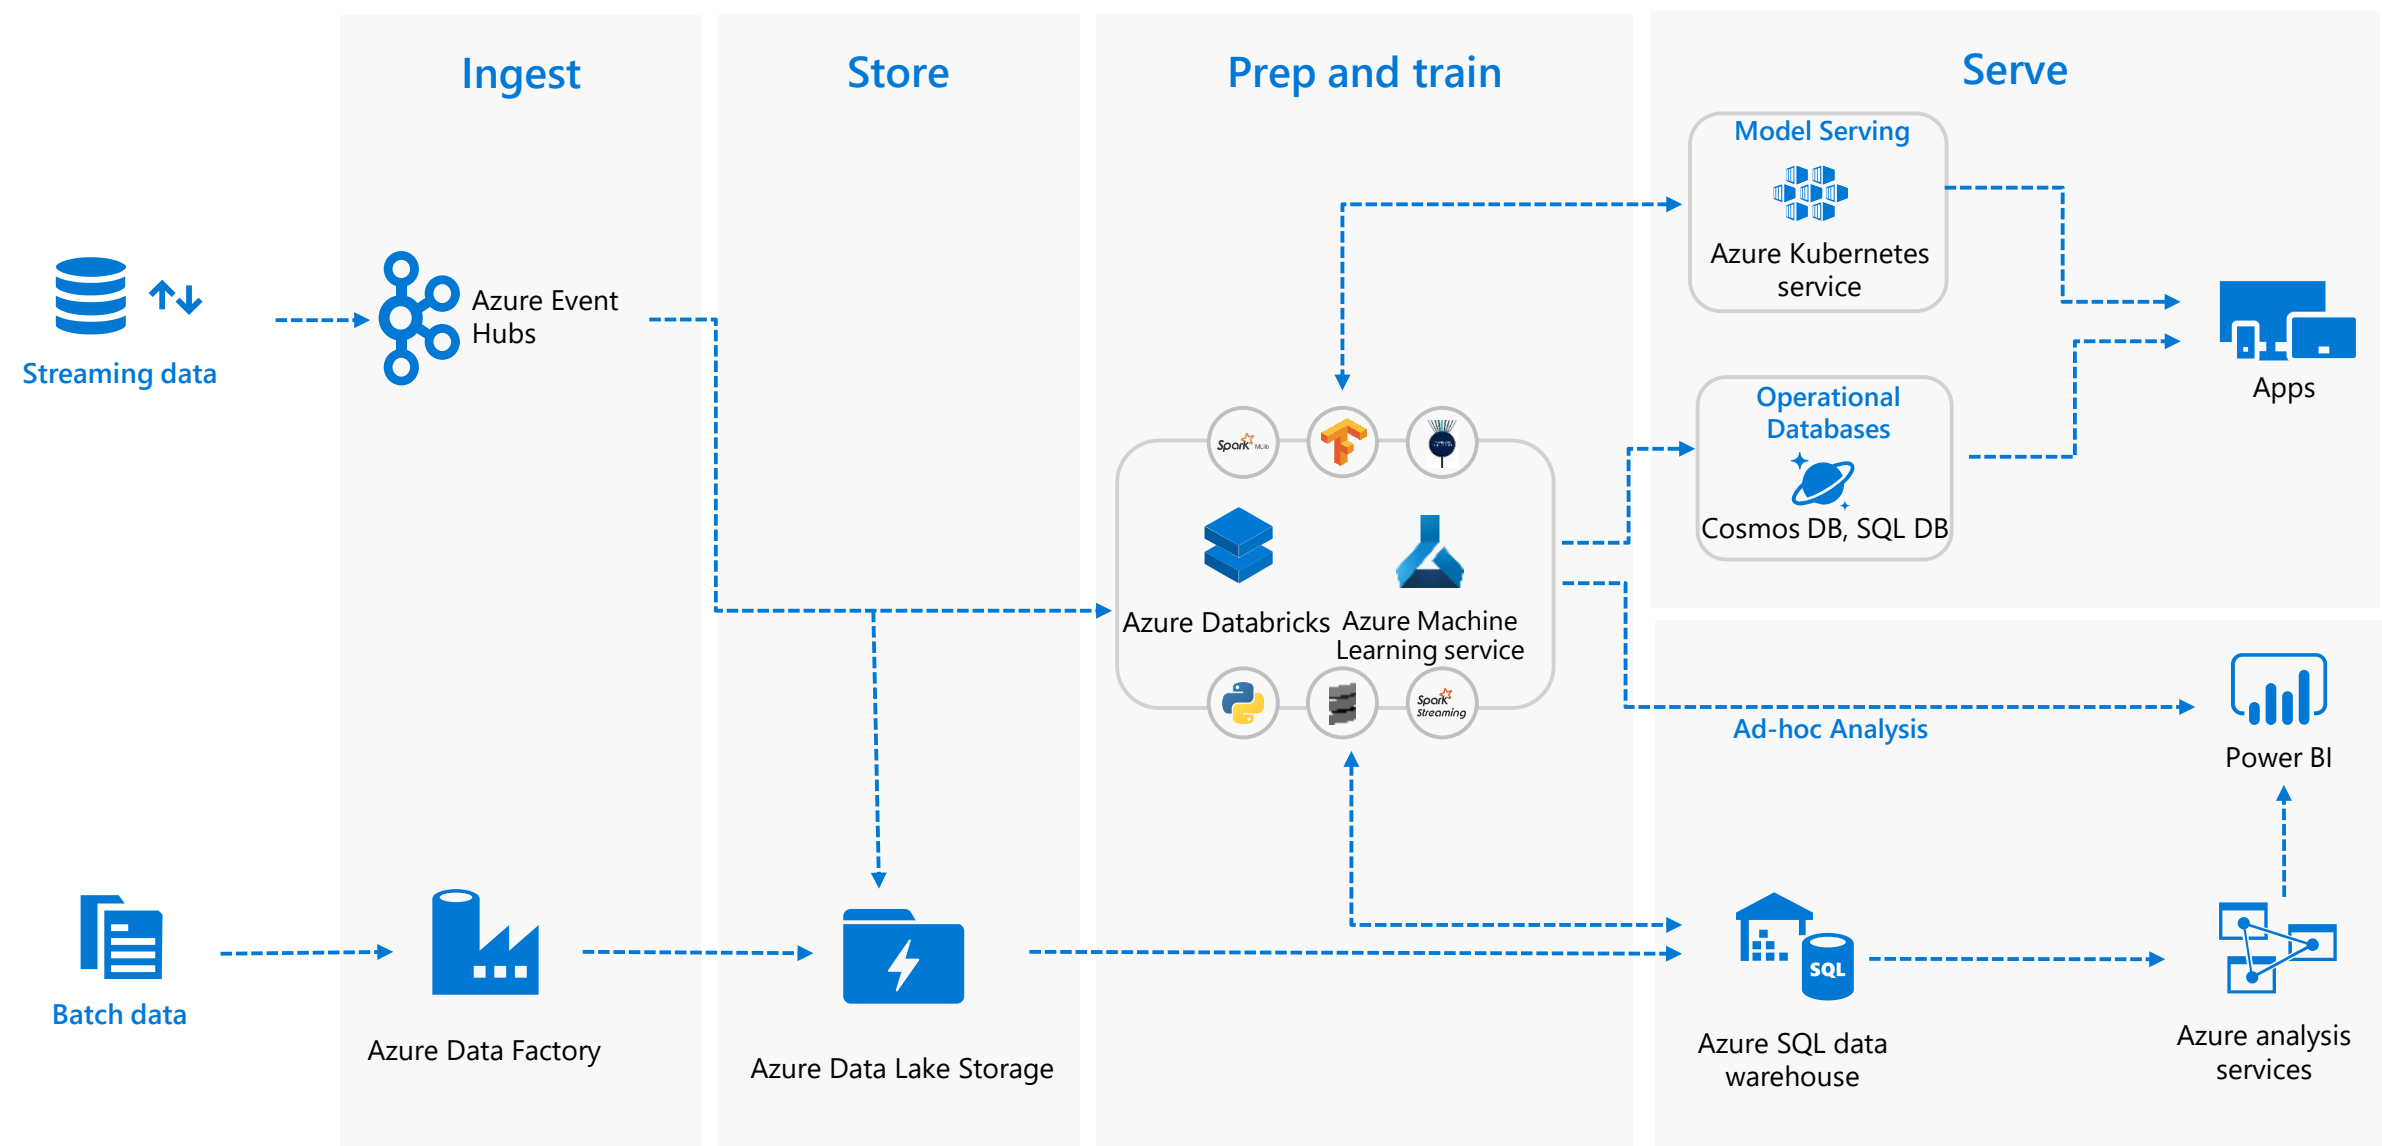 Ingest
Store
Prep and train
Serve
Model Serving
Azure Kubernetes
service
Azure Event
Hubs
Streaming data
Apps
Operational
Databases
Cosmos DB, SQL DB
Spark
MLlib
Azure Databricks
Azure Machine
Learning service
Spark
Streaming
Ad-hoc Analysis
Power BI
SQL
Batch data
Azure Data Factory
Azure Data Lake Storage
Azure SQL data
warehouse
Azure analysis
services